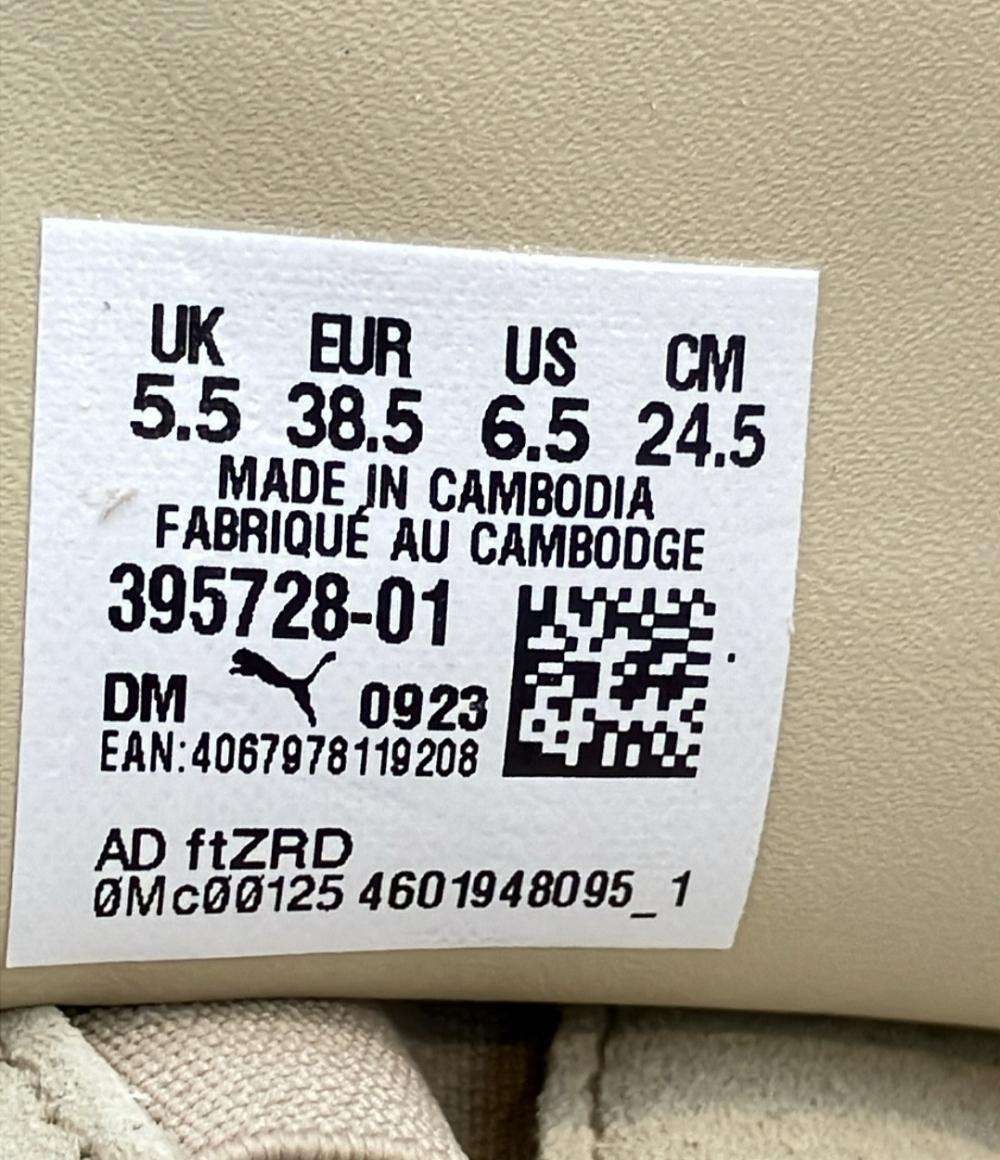 UK EUR US CM
5.5 38.5 6.5 24.5
MADE IN CAMBODIA
FABRIQUÉ AU CAMBODGE
395728-01
DM 0923
EAN:4067978119208
AD ftZRD
0Mc00125 4601948095_1